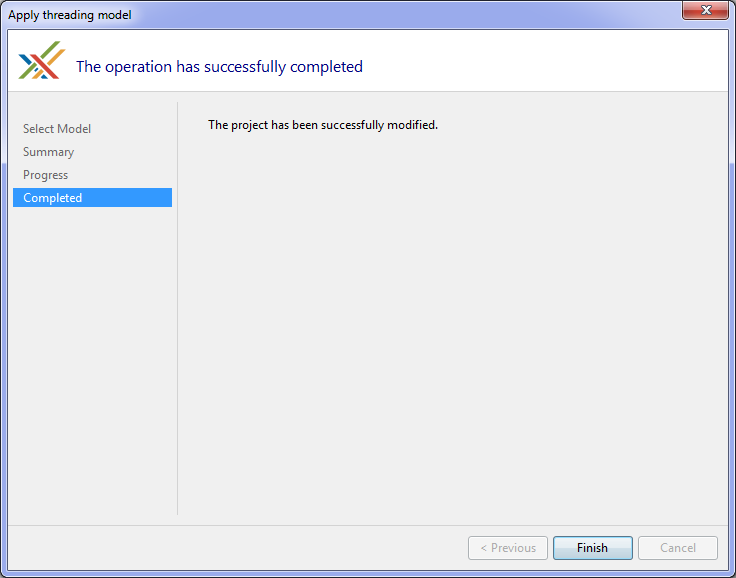 Apply threading model
The operation has successfully completed
Select Model
Summary
Progress
Completed
The project has been successfully modified.
< Previous
Finish
Cancel